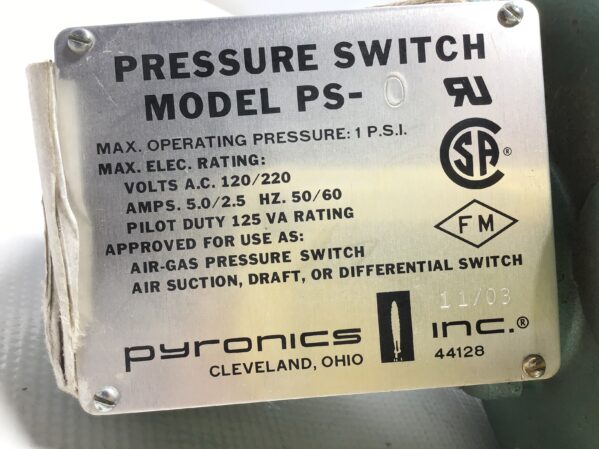 PRESSURE SWITCH
MODEL PS- 0
MAX. OPERATING PRESSURE: 1 P.S.I.
MAX. ELEC. RATING:
VOLTS A.C. 120/220
AMPS. 5.0/2.5 HZ. 50/60
PILOT DUTY 125 VA RATING
APPROVED FOR USE AS:
AIR-GAS PRESSURE SWITCH
AIR SUCTION, DRAFT, OR DIFFERENTIAL SWITCH
RU
SA®
FM
11/03
pyronics inc.®
CLEVELAND, OHIO 44128